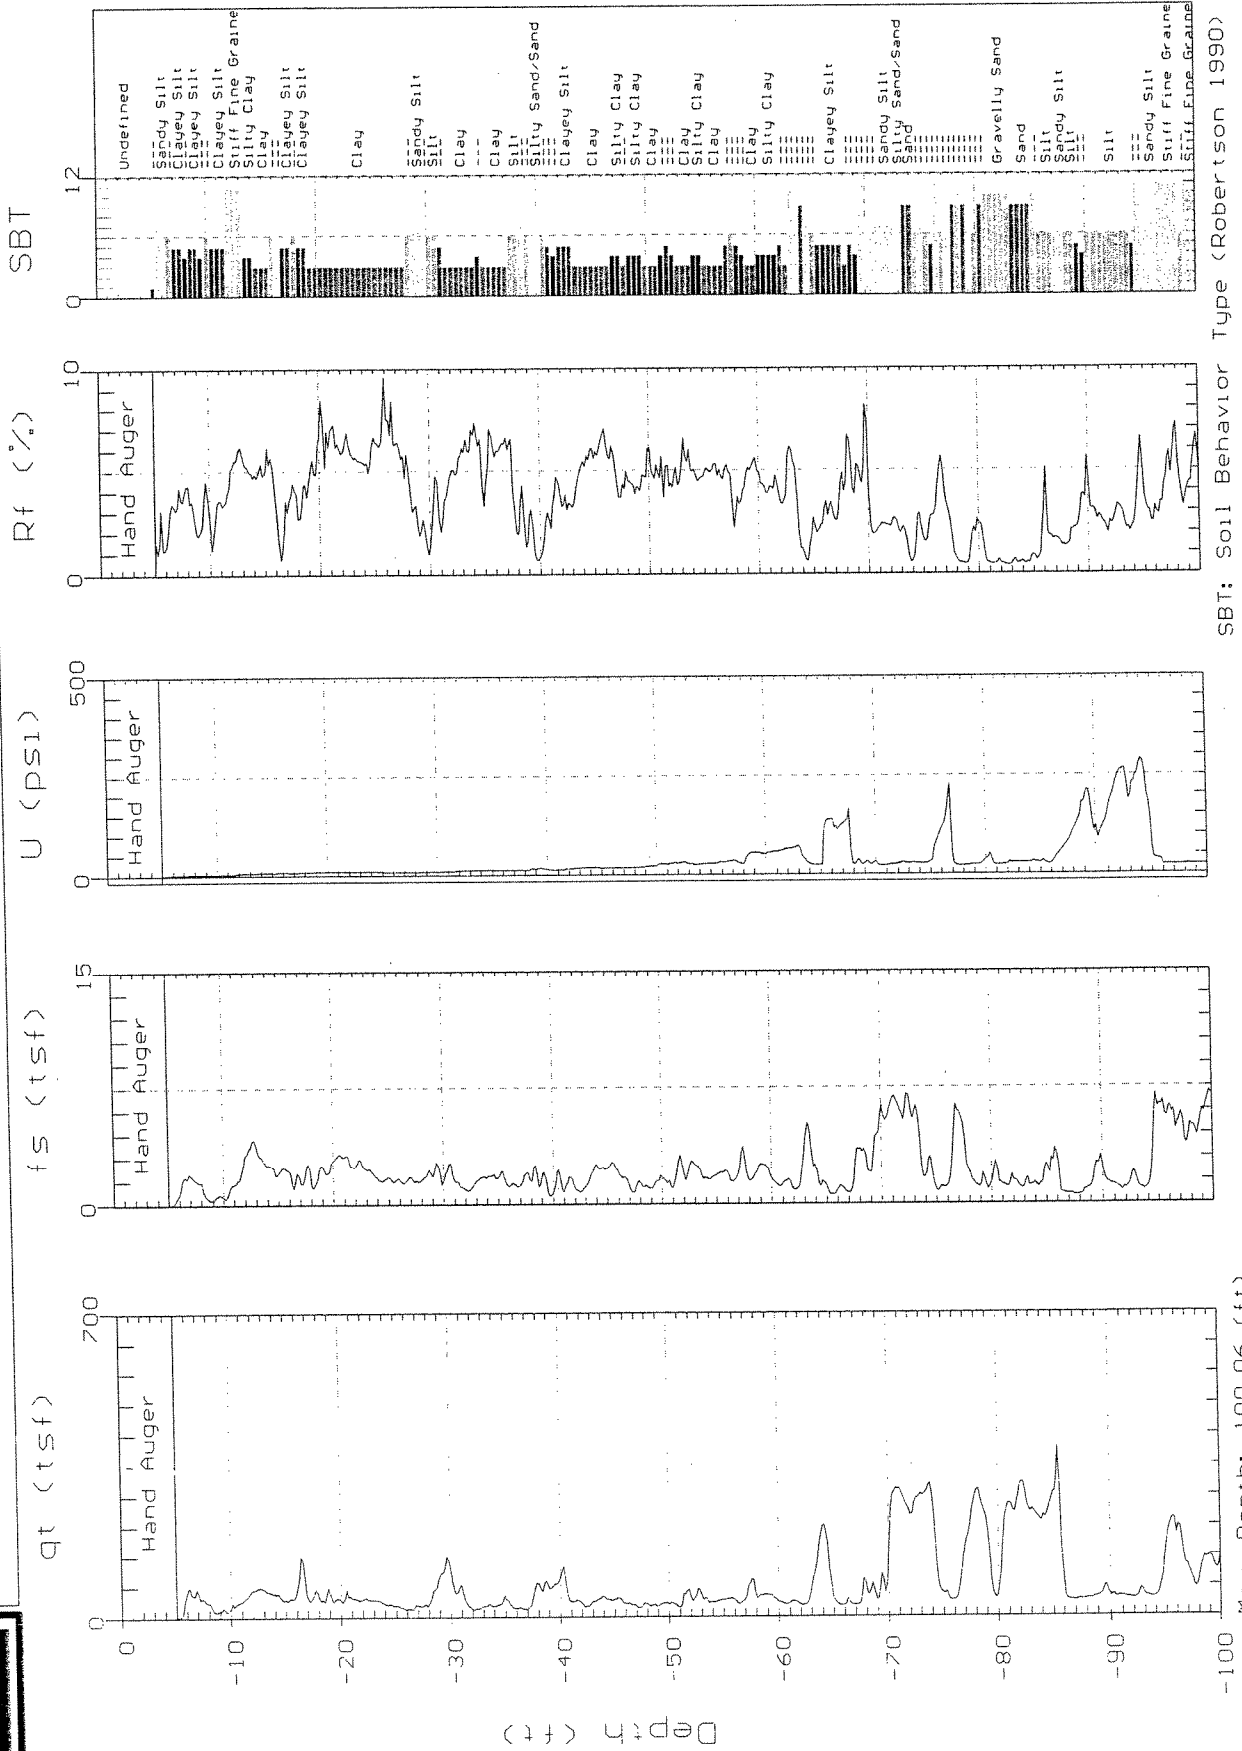 qt (tsf)
fs (tsf)
U (psi)
Rf (%)
SBT
0
700
0
15
0
500
0
10
0
12
Hand Auger
Hand Auger
Hand Auger
Hand Auger
Depth (ft)
0
-10
-20
-30
-40
-50
-60
-70
-80
-90
-100
Undefined
Sandy Silt
Clayey Silt
Clayey Silt
Clayey Silt
Stiff Fine Graine
Silty Clay
Clay
Clayey Silt
Clayey Silt
Clay
Sandy Silt
Silt
Clay
Clay
Silt
Silty Sand/Sand
Clayey Silt
Clay
Silty Clay
Silty Clay
Clay
Clay
Silty Clay
Clay
Clay
Silty Clay
Clayey Silt
Sandy Silt
Silty Sand/Sand
Sand
Gravelly Sand
Sand
Silt
Sandy Silt
Silt
Silt
Sandy Silt
Stiff Fine Graine
Stiff Fine Graine
SBT: Soil Behavior Type (Robertson 1990)